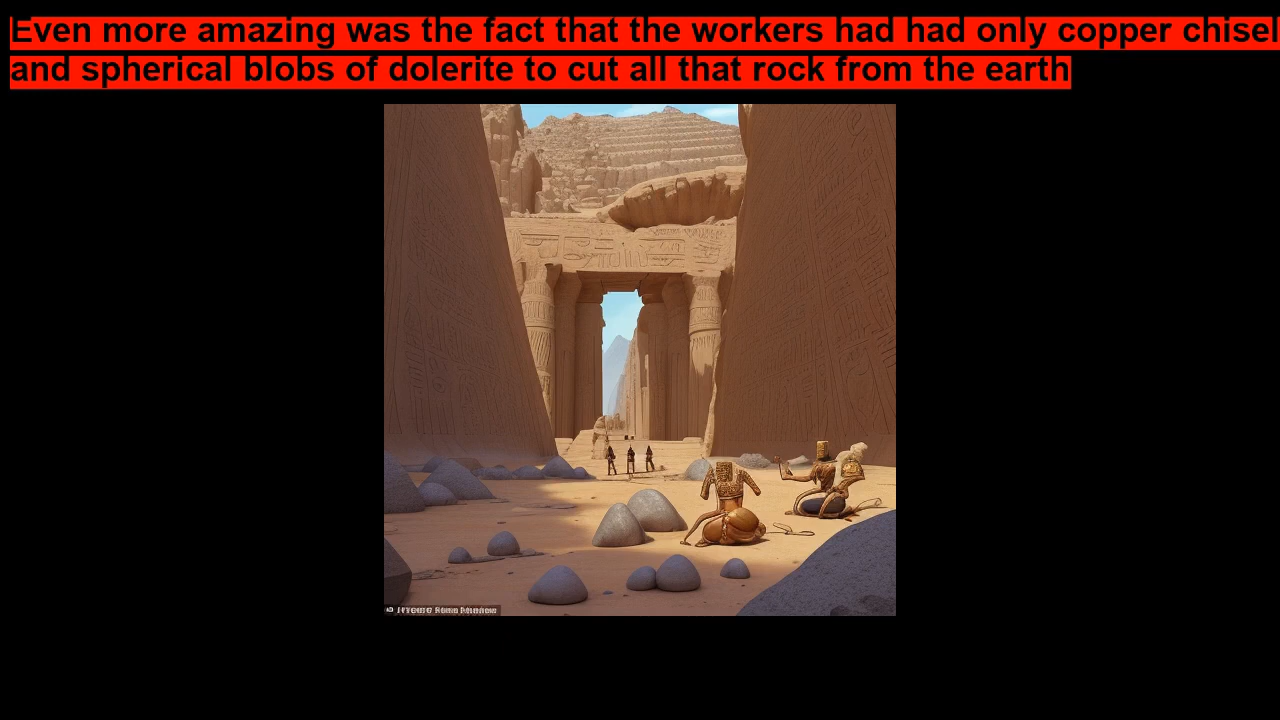 Even more amazing was the fact that the workers had had only copper chisel
and spherical blobs of dolerite to cut all that rock from the earth